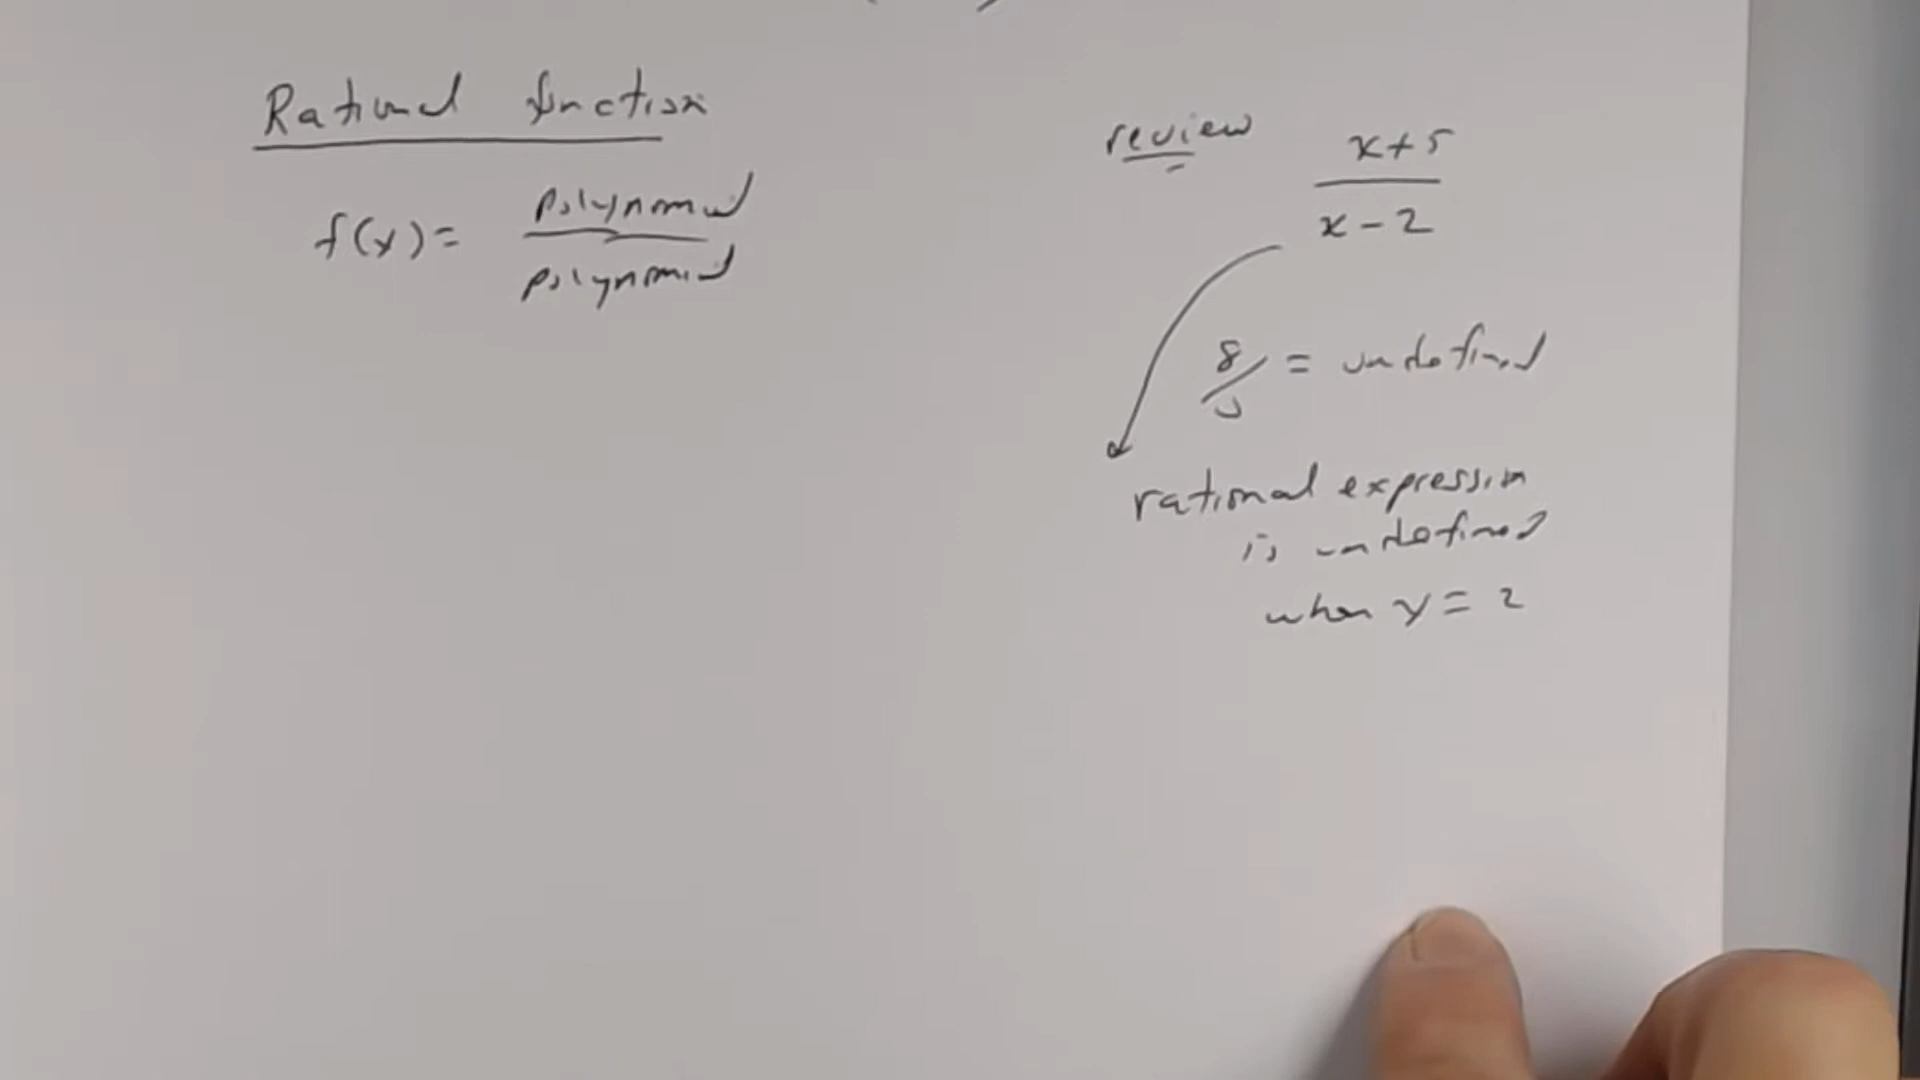 Rational function
f(x) = polynomial / polynomial
review
x+5 / x-2
8/0 = undefined
rational expression
is undefined
when x = 2